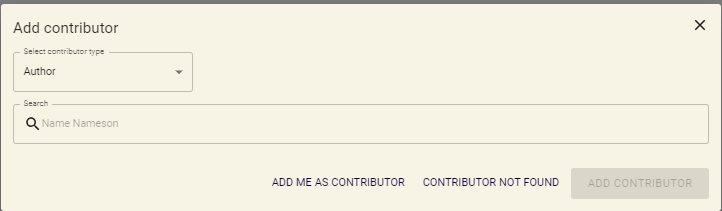 Add contributor
Select contributor type
Author
Search
Name Nameson
ADD ME AS CONTRIBUTOR CONTRIBUTOR NOT FOUND ADD CONTRIBUTOR